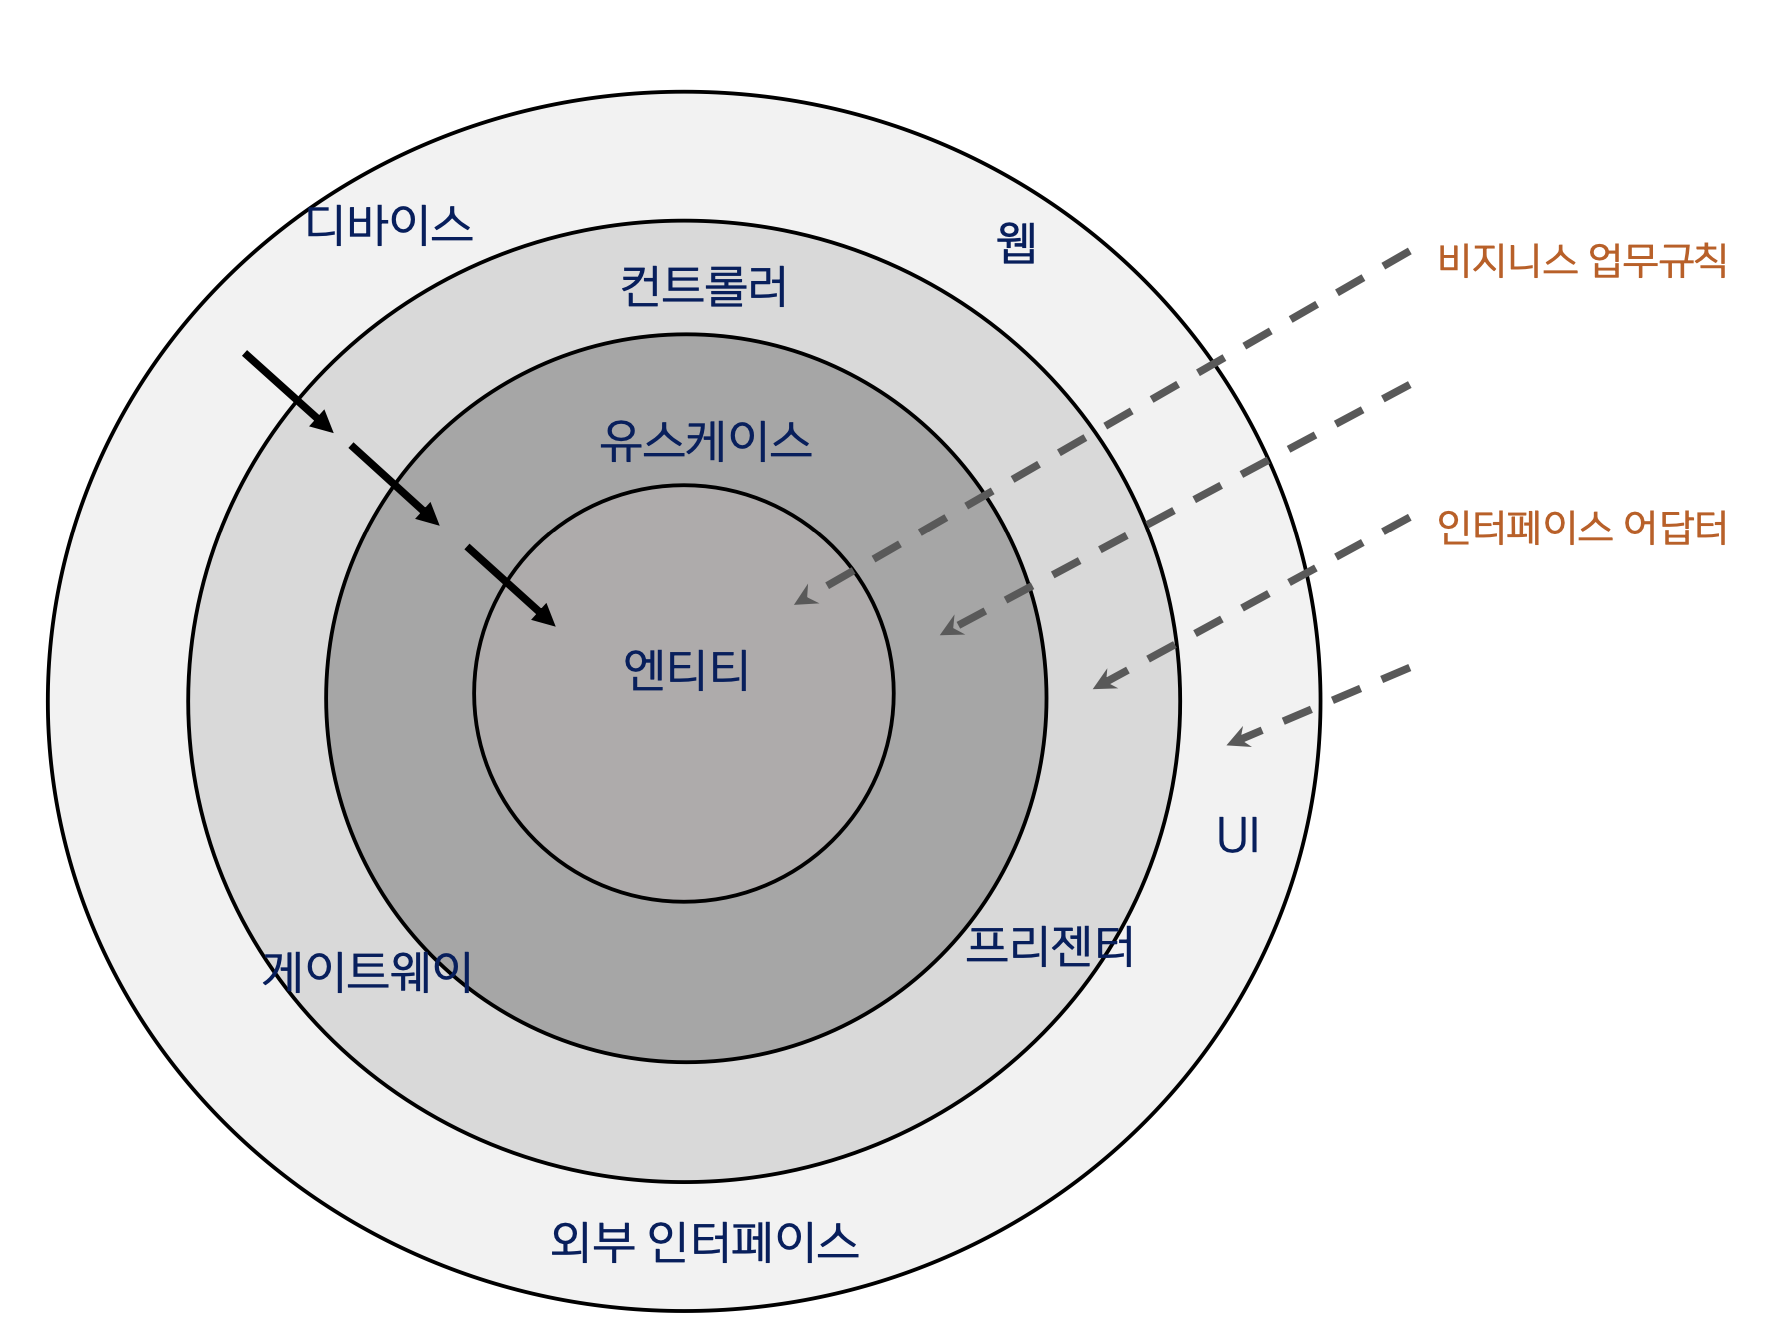 디바이스
웹
비지니스 업무규칙
컨트롤러
유스케이스
인터페이스 어답터
엔티티
UI
프리젠터
게이트웨이
외부 인터페이스